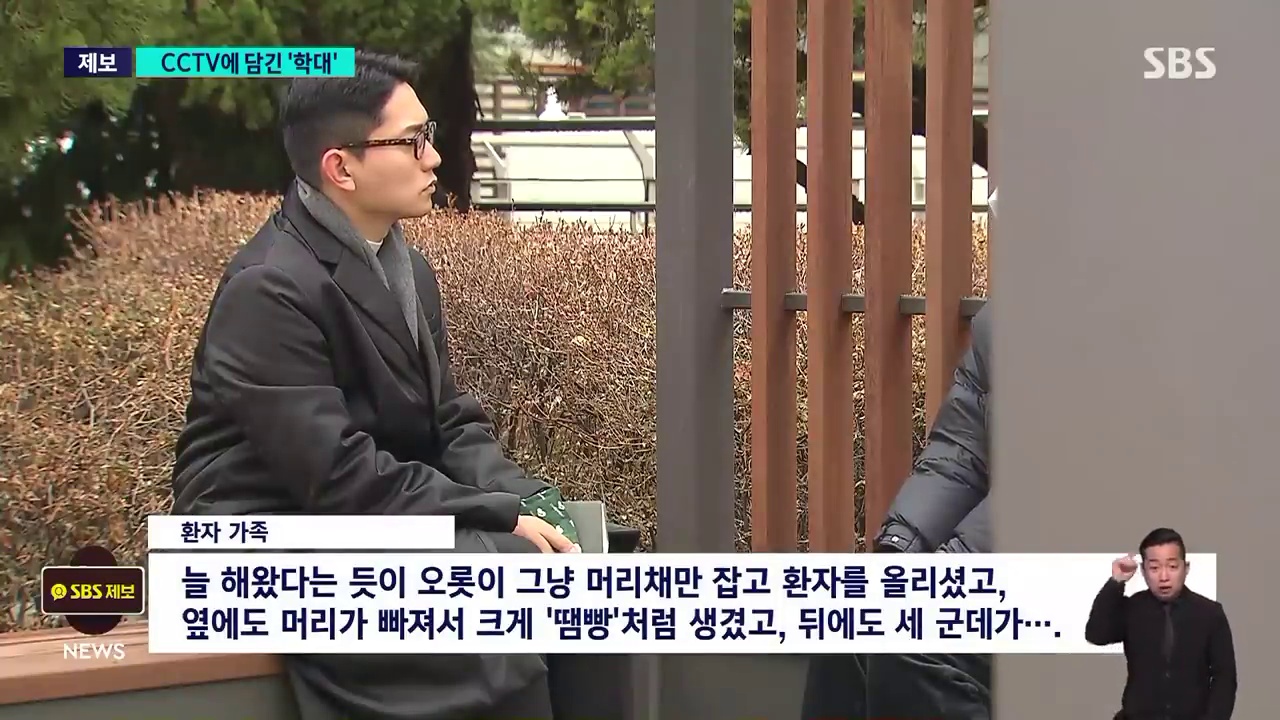 제보 CCTV에 담긴 '학대'
SBS
환자 가족
늘 해왔다는 듯이 오롯이 그냥 머리채만 잡고 환자를 올리셨고,
옆에도 머리가 빠져서 크게 '땜빵'처럼 생겼고, 뒤에도 세 군데가….
SBS 제보
NEWS